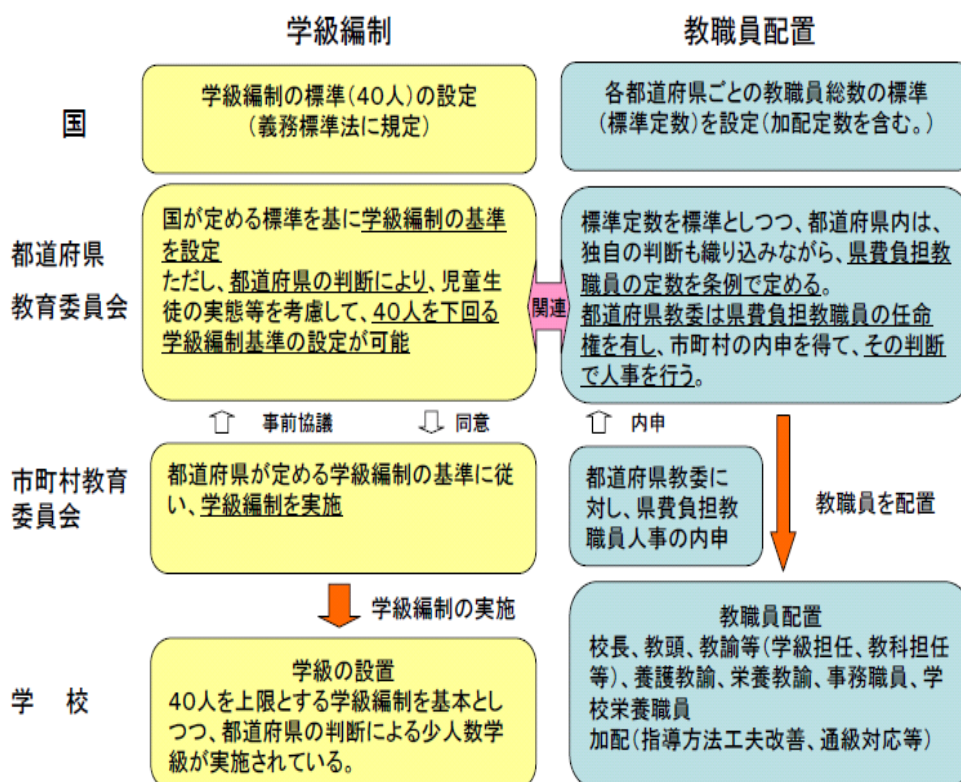 学級編制
教職員配置
国
学級編制の標準(40人)の設定
(義務標準法に規定)
各都道府県ごとの教職員総数の標準
(標準定数)を設定(加配定数を含む。)
都道府県
教育委員会
国が定める標準を基に学級編制の基準
を設定
ただし、都道府県の判断により、児童生
徒の実態等を考慮して、40人を下回る
学級編制基準の設定が可能
関連
標準定数を標準としつつ、都道府県内は、
独自の判断も織り込みながら、県費負担教
職員の定数を条例で定める。
都道府県教委は県費負担教職員の任命
権を有し、市町村の内申を得て、その判断
で人事を行う。
事前協議
同意
内申
市町村教育
委員会
都道府県が定める学級編制の基準に従
い、学級編制を実施
都道府県教委に
対し、県費負担教
職員人事の内申
教職員を配置
学級編制の実施
学 校
学級の設置
40人を上限とする学級編制を基本とし
つつ、都道府県の判断による少人数学
級が実施されている。
教職員配置
校長、教頭、教諭等(学級担任、教科担任
等)、養護教諭、栄養教諭、事務職員、学
校栄養職員
加配(指導方法工夫改善、通級対応等)